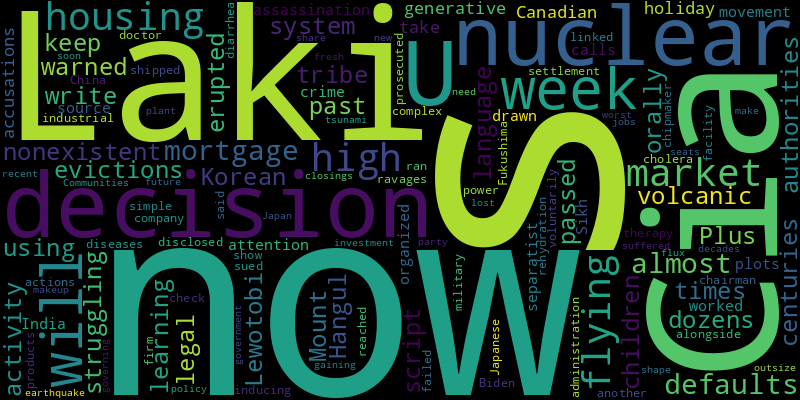 housing
Laki
assassination
system
generative
Canadian
holiday
movement
accusations
keep
doctor
diarrhea
share
new
take
linked
calls
nuclear
warned
soon
China
shipped
erupted
fresh
tribe
prosecuted
U
week
settlement
write
source
crime
past
complex
need
orally
chipmaker
a
authorities
industrial
plant
tsunami
language
drawn
worst
jobs
facility
make
nonexistent
mortgage
high
S
Fukushima
seats
cholera
recent
evictions
Korean
closings
ran
ravages
power
passed
market
decision
Communities
future
simple
company
said
Japan
lost
rehydration
voluntarily
Sikh
volcanic
therapy
suffered
using
diseases
disclosed
attention
investment
party
flux
decades
Plus
cia
centuries
will
struggling
now
show
sued
organized
military
separatist
flying
almost
plots
chairman
actions
makeup
activity
India
learning
check
Lewotobi
Mount
Hangul
reached
script
children
times
worked
dozens
alongside
products
governing
firm
legal
government
gaining
failed
Japanese
administration
shape
outsize
earthquake
policy
inducing
Biden
another
defaults